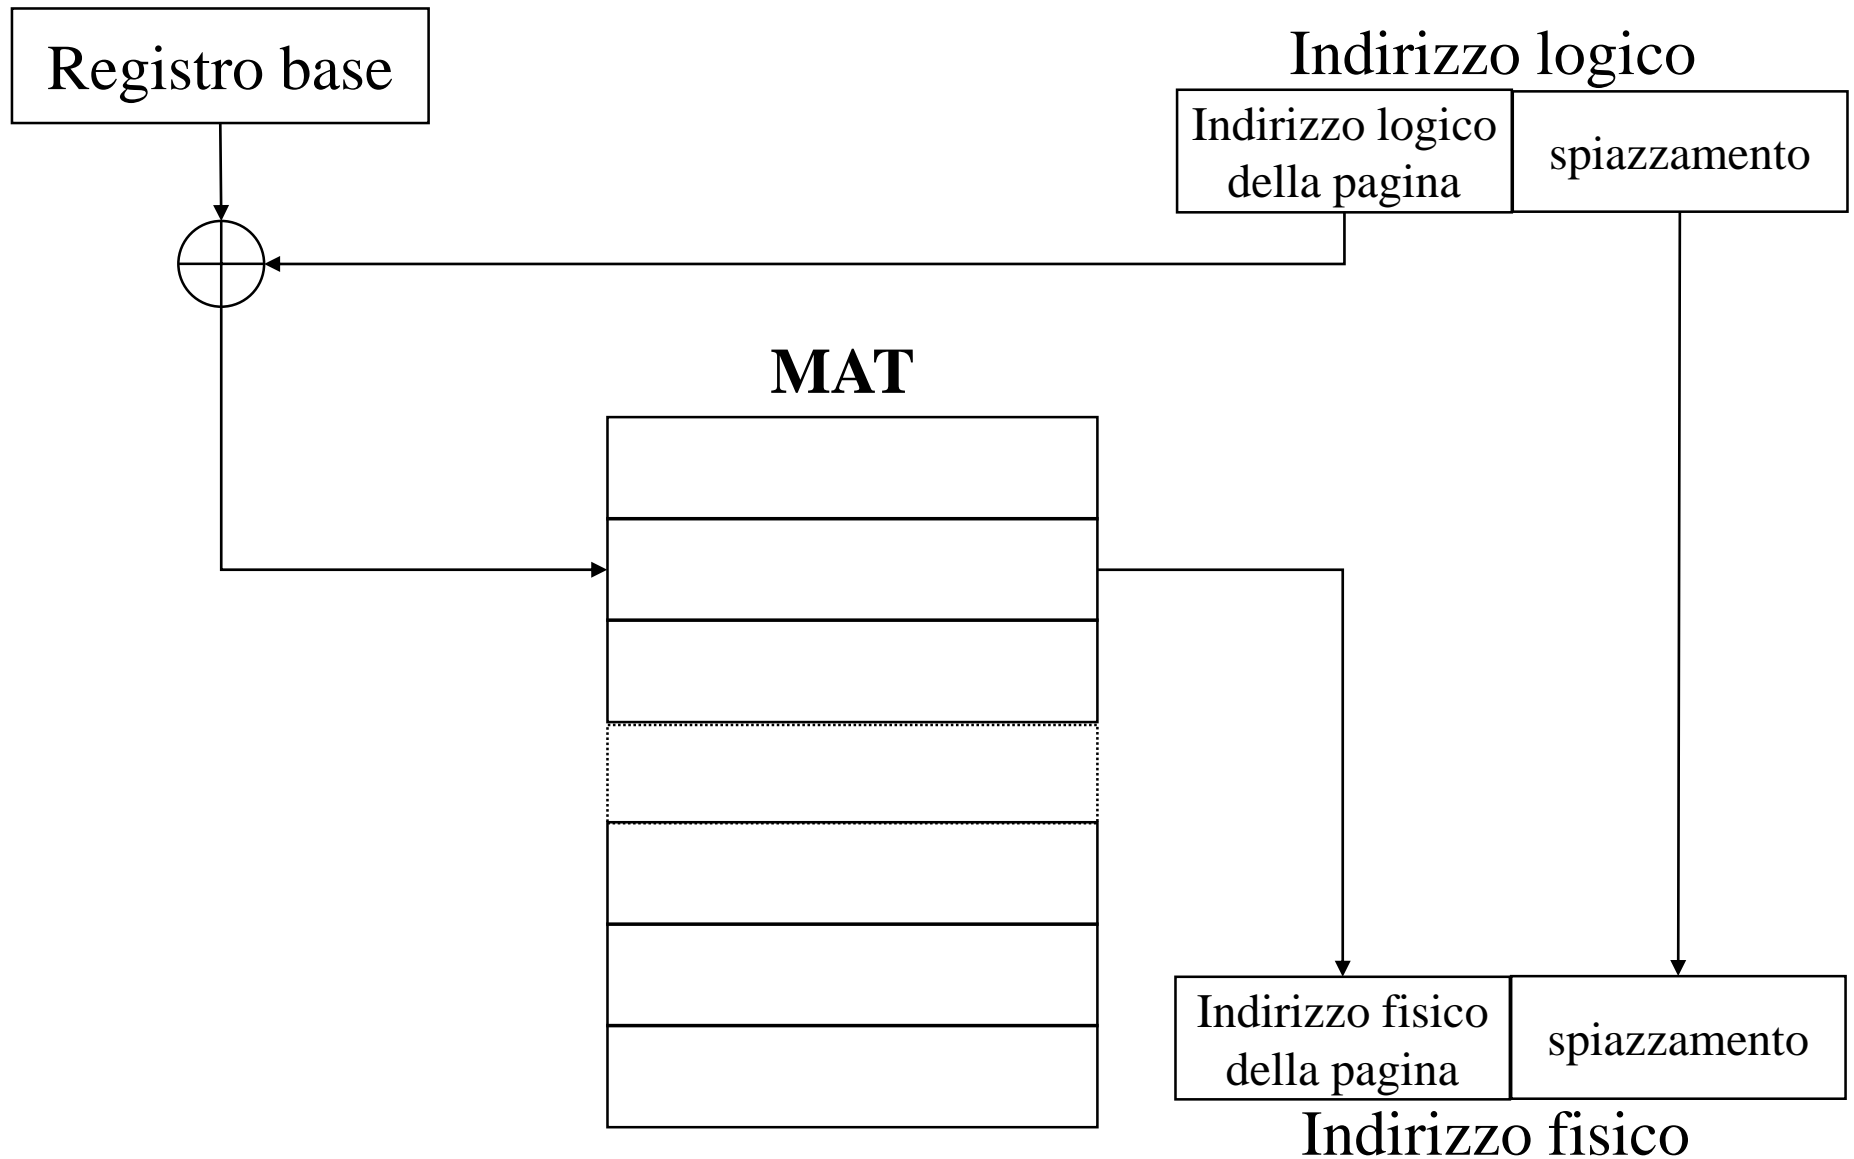 Registro base
Indirizzo logico
Indirizzo logico
della pagina
spiazzamento
MAT
Indirizzo fisico
della pagina
spiazzamento
Indirizzo fisico